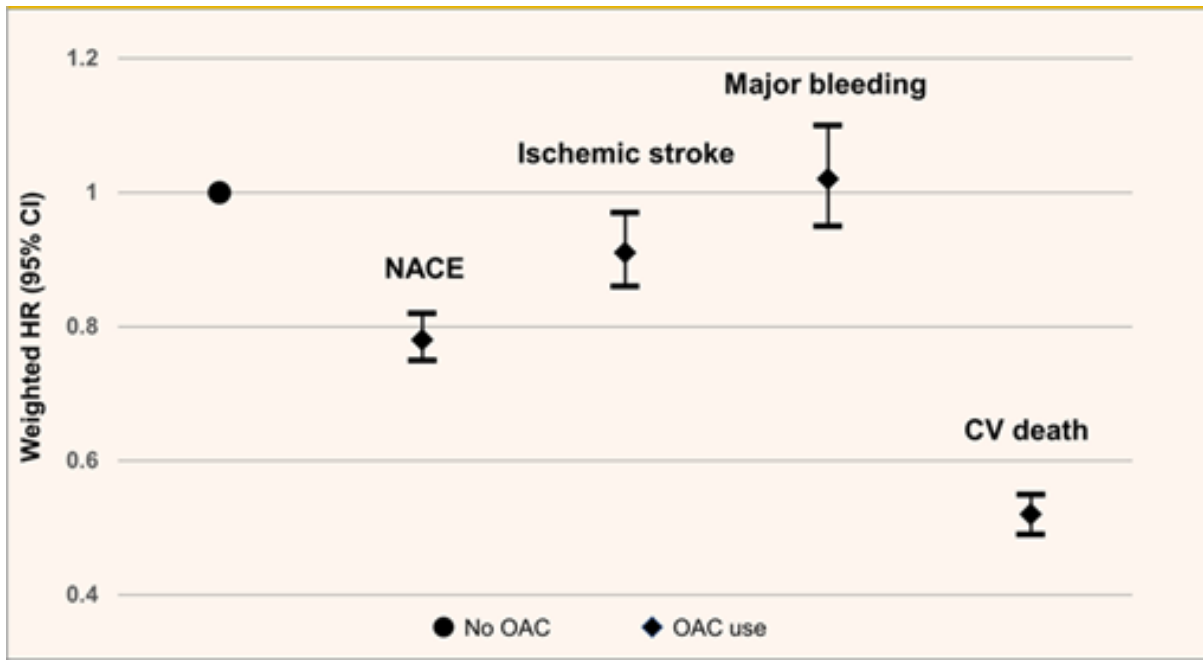 Weighted HR (95% CI)
1.2
1
0.8
0.6
0.4
Major bleeding
Ischemic stroke
NACE
CV death
No OAC
OAC use